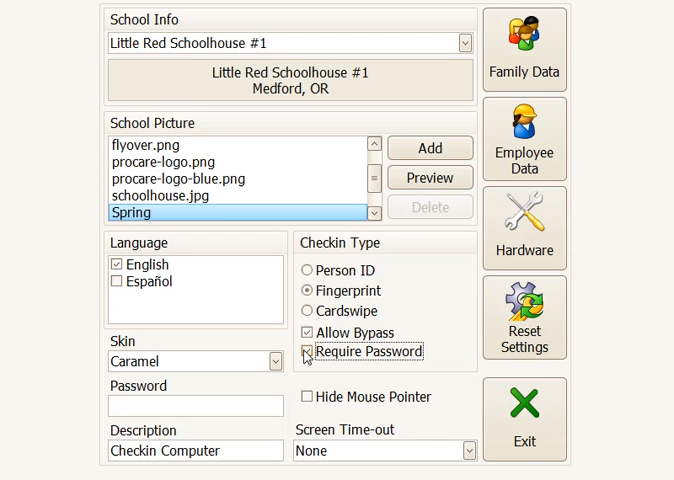 School Info
Little Red Schoolhouse #1
Little Red Schoolhouse #1
Medford, OR
School Picture
flyover.png
procare-logo.png
procare-logo-blue.png
schoolhouse.jpg
Spring
Add
Preview
Delete
Language
English
Español
Skin
Caramel
Password
Description
Checkin Computer
Checkin Type
Person ID
Fingerprint
Cardswipe
Allow Bypass
Require Password
Hide Mouse Pointer
Screen Time-out
None
Family Data
Employee
Data
Hardware
Reset
Settings
Exit